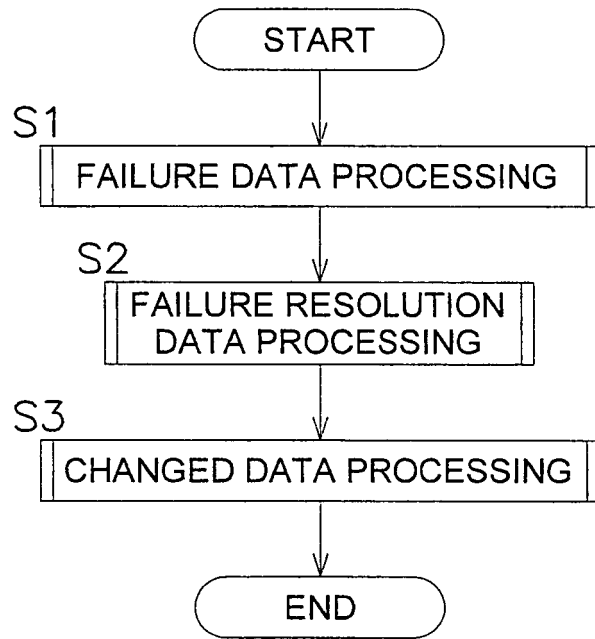 START
S1
FAILURE DATA PROCESSING
S2
FAILURE RESOLUTION
DATA PROCESSING
S3
CHANGED DATA PROCESSING
END